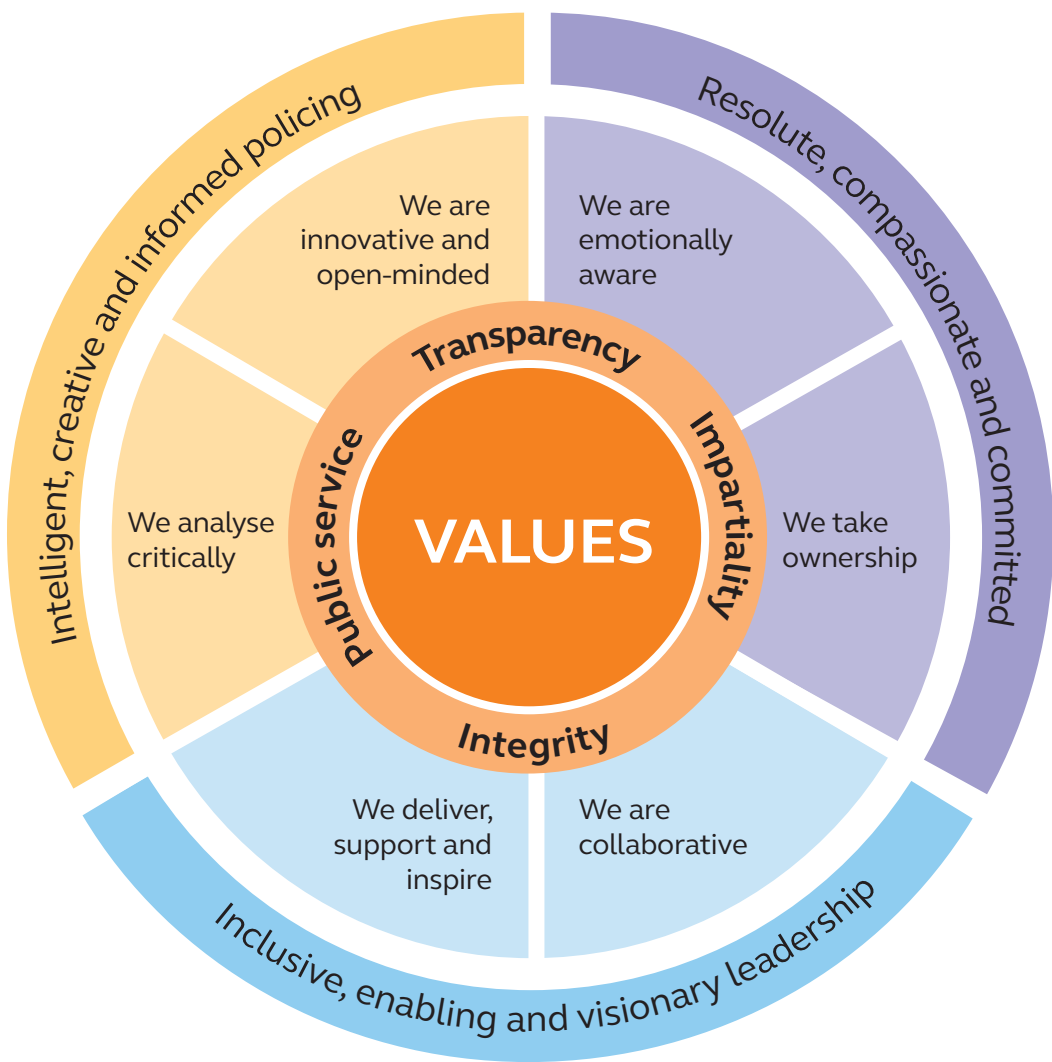 Intelligent, creative and informed policing
Resolute, compassionate and committed
We are
innovative and
open-minded
We are
emotionally
aware
Transparency
Public service
Impartiality
VALUES
We analyse
critically
We take
ownership
Integrity
We deliver,
support and
inspire
We are
collaborative
Inclusive, enabling and visionary leadership